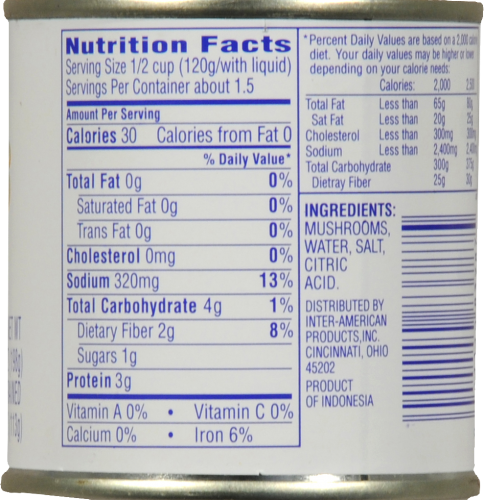 Nutrition Facts
Serving Size 1/2 cup (120g/with liquid)
Servings Per Container about 1.5
Amount Per Serving
Calories 30 Calories from Fat 0
% Daily Value*
Total Fat 0g 0%
Saturated Fat 0g 0%
Trans Fat 0g 0%
Cholesterol 0mg 0%
Sodium 320mg 13%
Total Carbohydrate 4g 1%
Dietary Fiber 2g 8%
Sugars 1g
Protein 3g
Vitamin A 0% • Vitamin C 0%
Calcium 0% • Iron 6%
*Percent Daily Values are based on a 2,000
diet. Your daily values may be higher or
depending on your calorie needs:
Calories: 2,000
Total Fat Less than 65g
Sat Fat Less than 20g
Cholesterol Less than 300mg
Sodium Less than 2,400mg
Total Carbohydrate 300g
Dietray Fiber 25g
INGREDIENTS:
MUSHROOMS,
WATER, SALT,
CITRIC
ACID.
DISTRIBUTED BY
INTER-AMERICAN
PRODUCTS, INC.
CINCINNATI, OHIO
45202
PRODUCT
OF INDONESIA